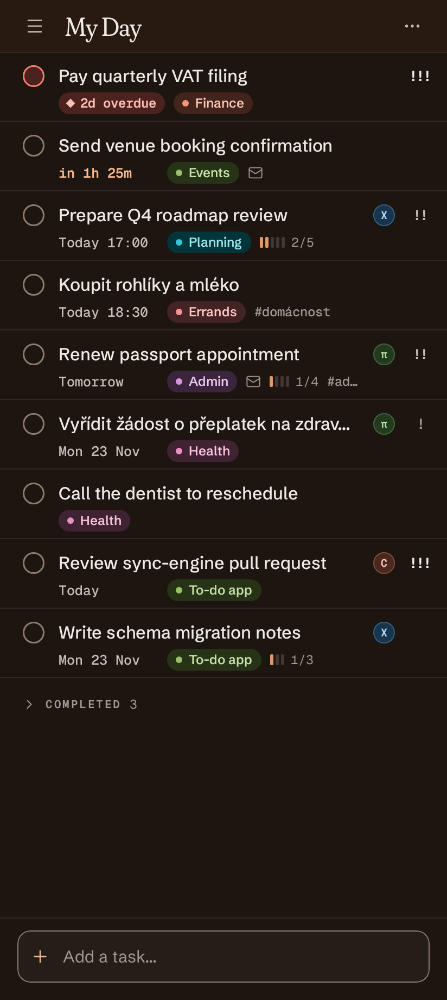 My Day
Pay quarterly VAT filing !!!
2d overdue Finance
Send venue booking confirmation
in 1h 25m Events
Prepare Q4 roadmap review X !!
Today 17:00 Planning 2/5
Koupit rohlíky a mléko
Today 18:30 Errands #domácnost
Renew passport appointment π !!
Tomorrow Admin 1/4 #ad…
Vyřídit žádost o přeplatek na zdrav… π !
Mon 23 Nov Health
Call the dentist to reschedule
Health
Review sync-engine pull request C !!!
Today To-do app
Write schema migration notes X
Mon 23 Nov To-do app 1/3
COMPLETED 3
Add a task…